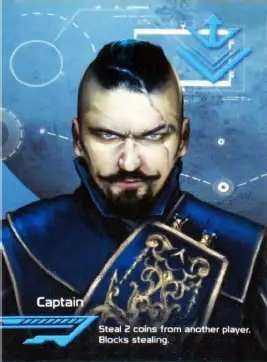 Captain
Steal 2 coins from another player.
Blocks stealing.